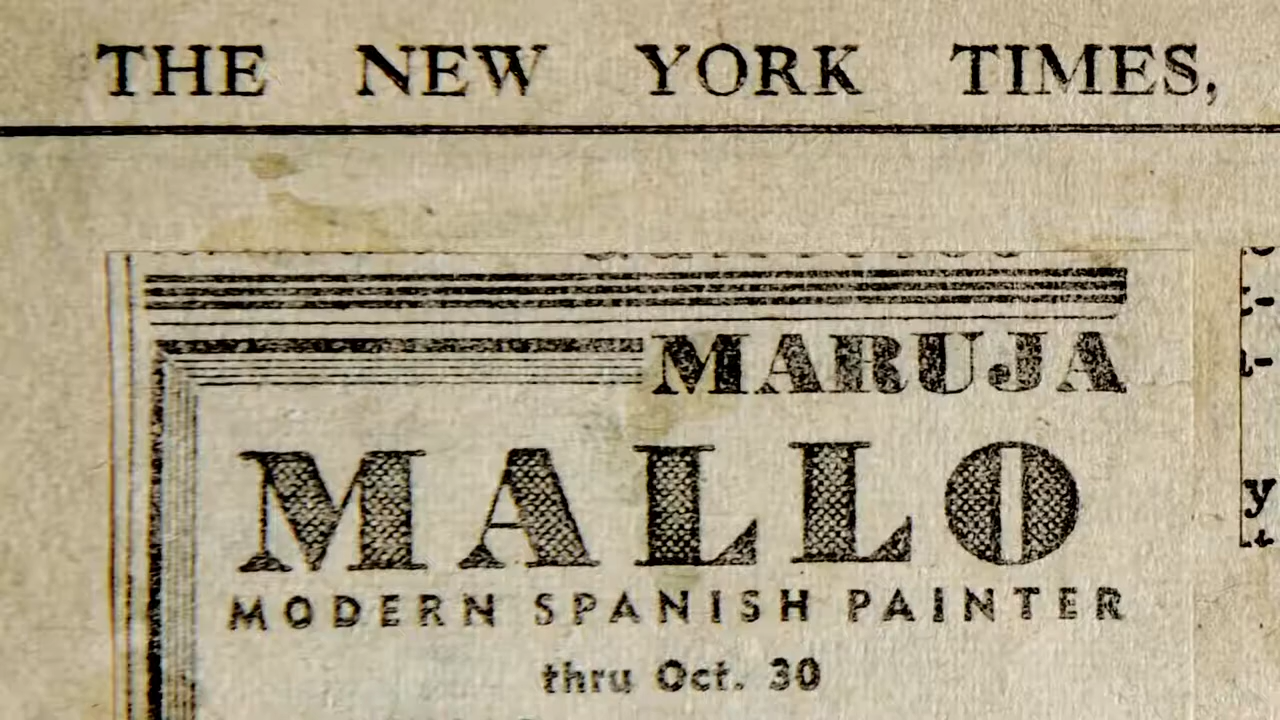 THE NEW YORK TIMES,
MARUJA
MALLO
MODERN SPANISH PAINTER
thru Oct. 30
y